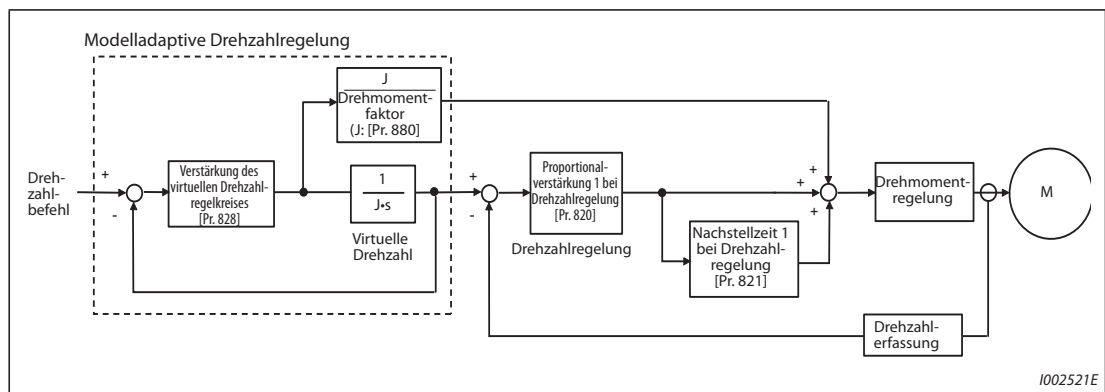 Modelladaptive Drehzahlregelung
J
Drehmoment-
faktor
(J: [Pr. 880]
Dreh-
zahl-
befehl
+
-
Verstärkung des
virtuellen Drehzahl-
regelkreises
[Pr. 828]
1
J•s
Virtuelle
Drehzahl
+
-
Proportional-
verstärkung 1 bei
Drehzahlregelung
[Pr. 820]
Drehzahlregelung
Nachstellzeit 1
bei Drehzahl-
regelung
[Pr. 821]
+
+
+
Drehmoment-
regelung
M
Drehzahl-
erfassung
I002521E